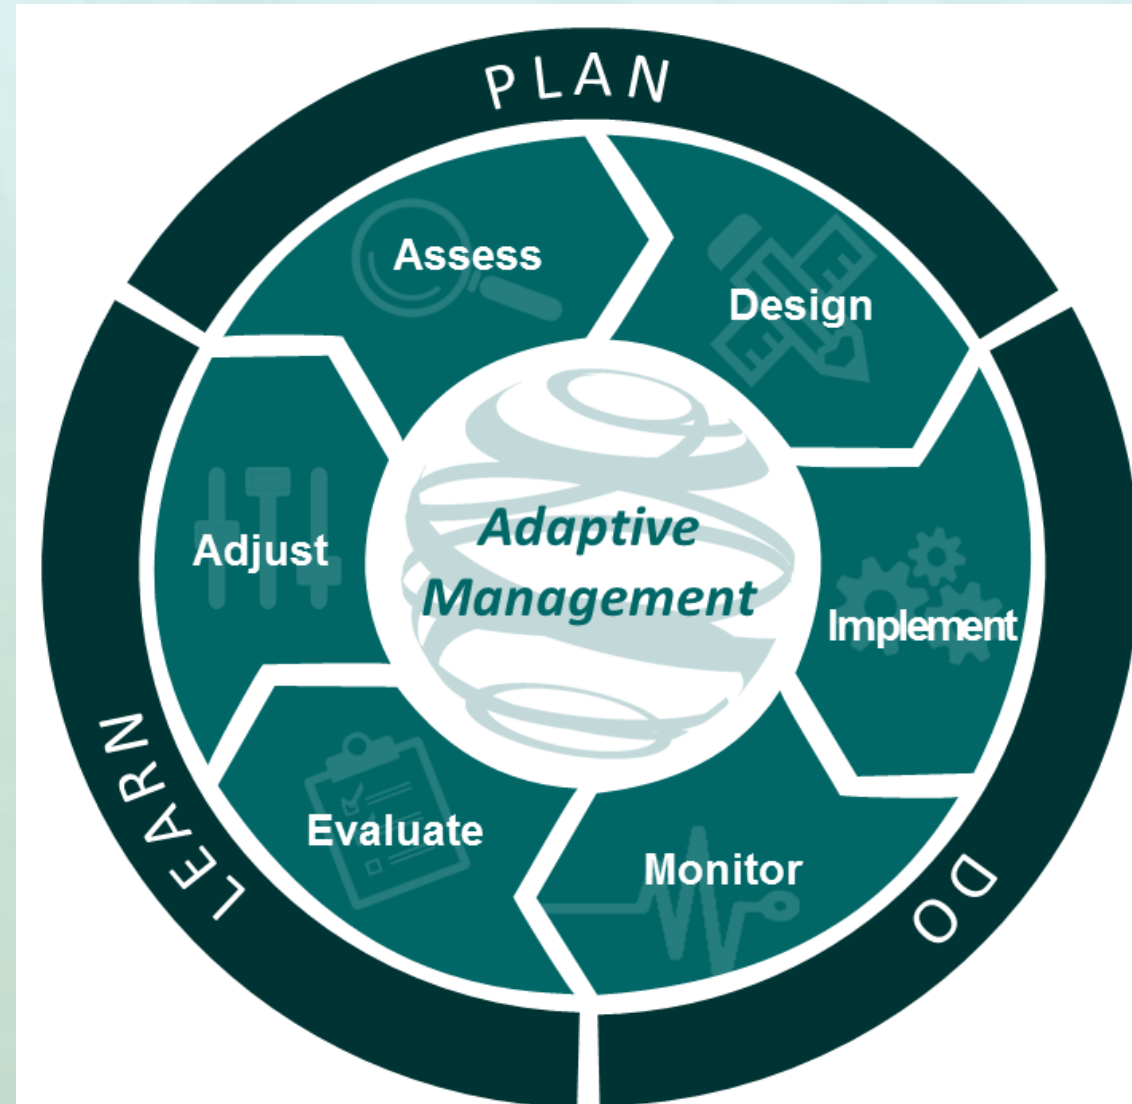 PLAN
Assess
Design
Adaptive
Management
Adjust
Implement
Evaluate
Monitor
LEARN
DO